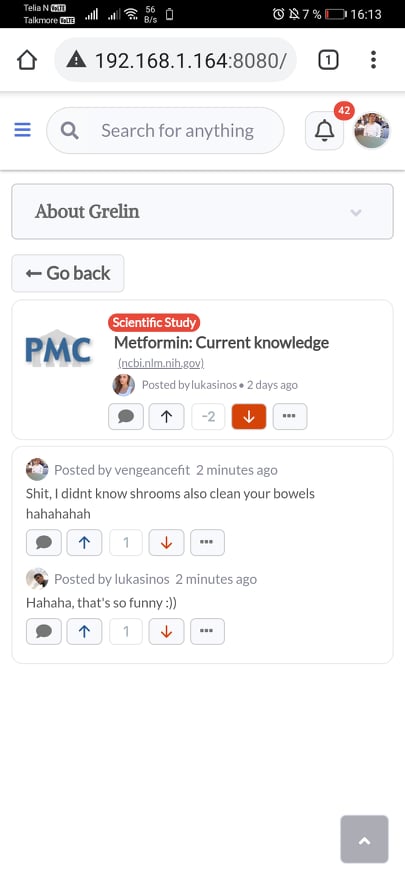 Telia N VoLTE
Talkmore VoLTE
56
B/s
7 %
16:13
192.168.1.164:8080/
1
Search for anything
42
About Grelin
Go back
PMC
Scientific Study
Metformin: Current knowledge
(ncbi.nlm.nih.gov)
Posted by lukasinos • 2 days ago
-2
Posted by vengeancefit 2 minutes ago
Shit, I didnt know shrooms also clean your bowels
hahahahah
1
Posted by lukasinos 2 minutes ago
Hahaha, that's so funny :))
1